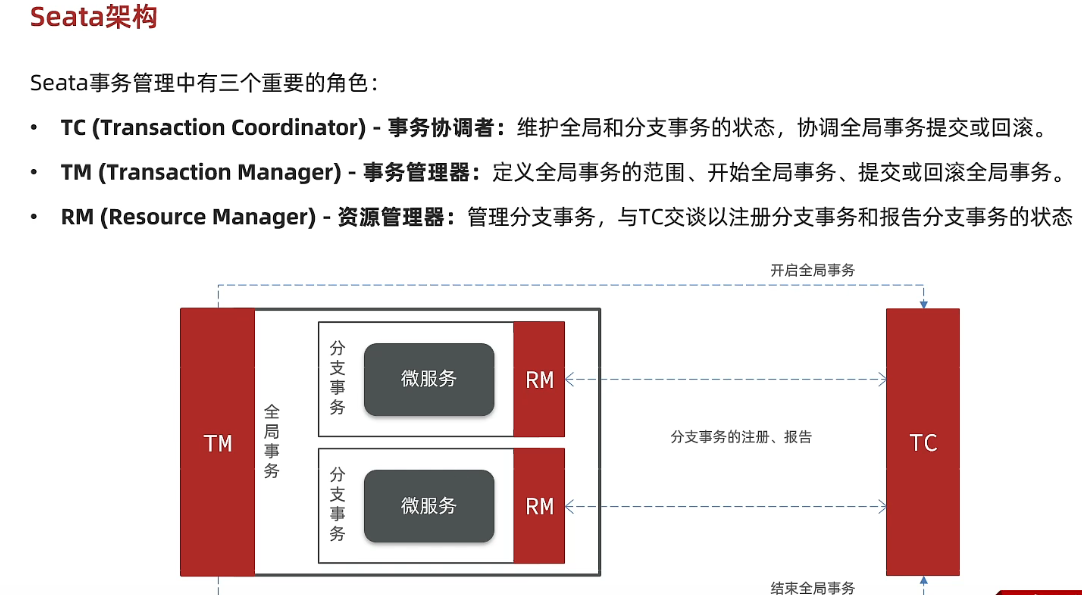 Seata架构
Seata事务管理中有三个重要的角色：
• TC (Transaction Coordinator) - 事务协调者：维护全局和分支事务的状态，协调全局事务提交或回滚。
• TM (Transaction Manager) - 事务管理器：定义全局事务的范围、开始全局事务、提交或回滚全局事务。
• RM (Resource Manager) - 资源管理器：管理分支事务，与TC交谈以注册分支事务和报告分支事务的状态
开启全局事务
TM
全局事务
分支事务
微服务
RM
分支事务的注册、报告
TC
分支事务
微服务
RM
结束全局事务